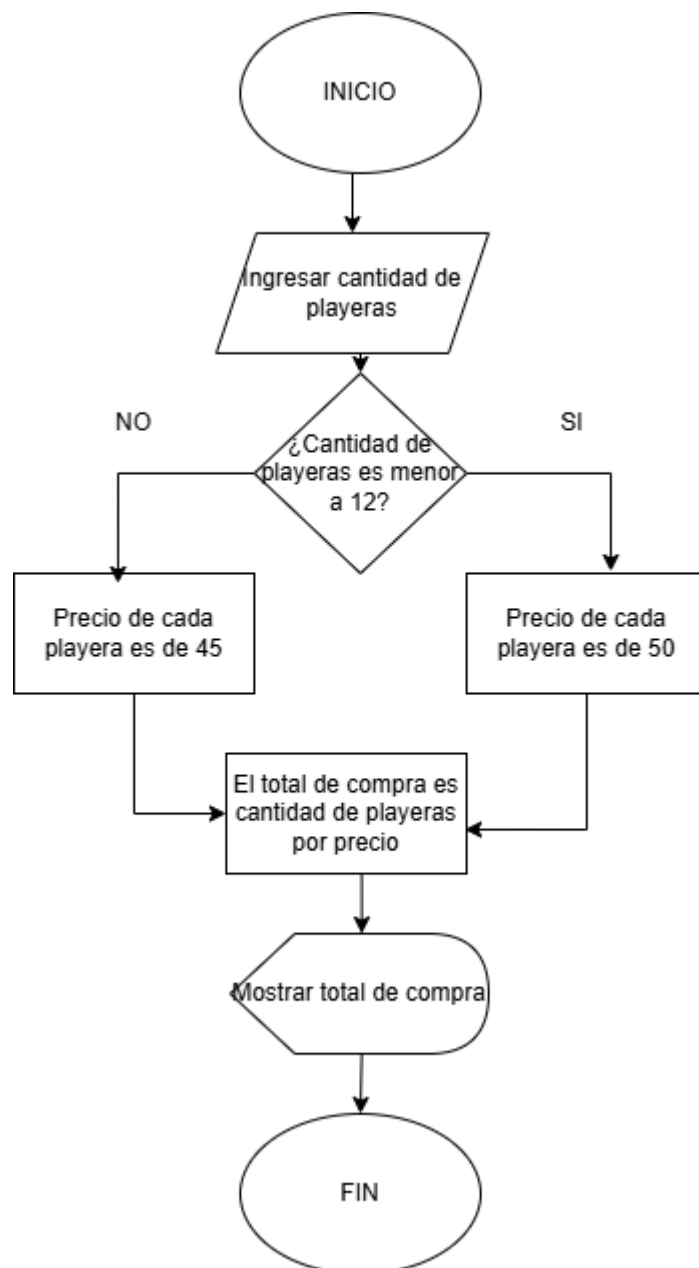 INICIO
Ingresar cantidad de
playeras
NO
SI
¿Cantidad de
playeras es menor
a 12?
Precio de cada
playera es de 45
Precio de cada
playera es de 50
El total de compra es
cantidad de playeras
por precio
Mostrar total de compra
FIN